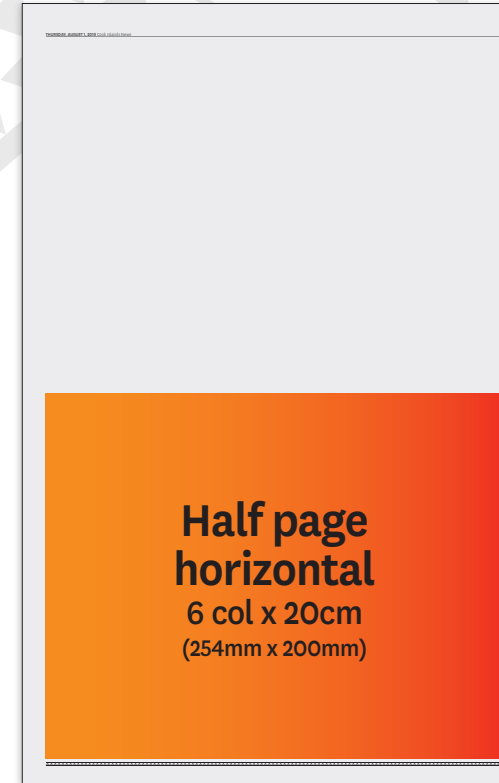 THURSDAY, AUGUST 1, 2019 Cook Islands News
Half page
horizontal
6 col x 20cm
(254mm x 200mm)